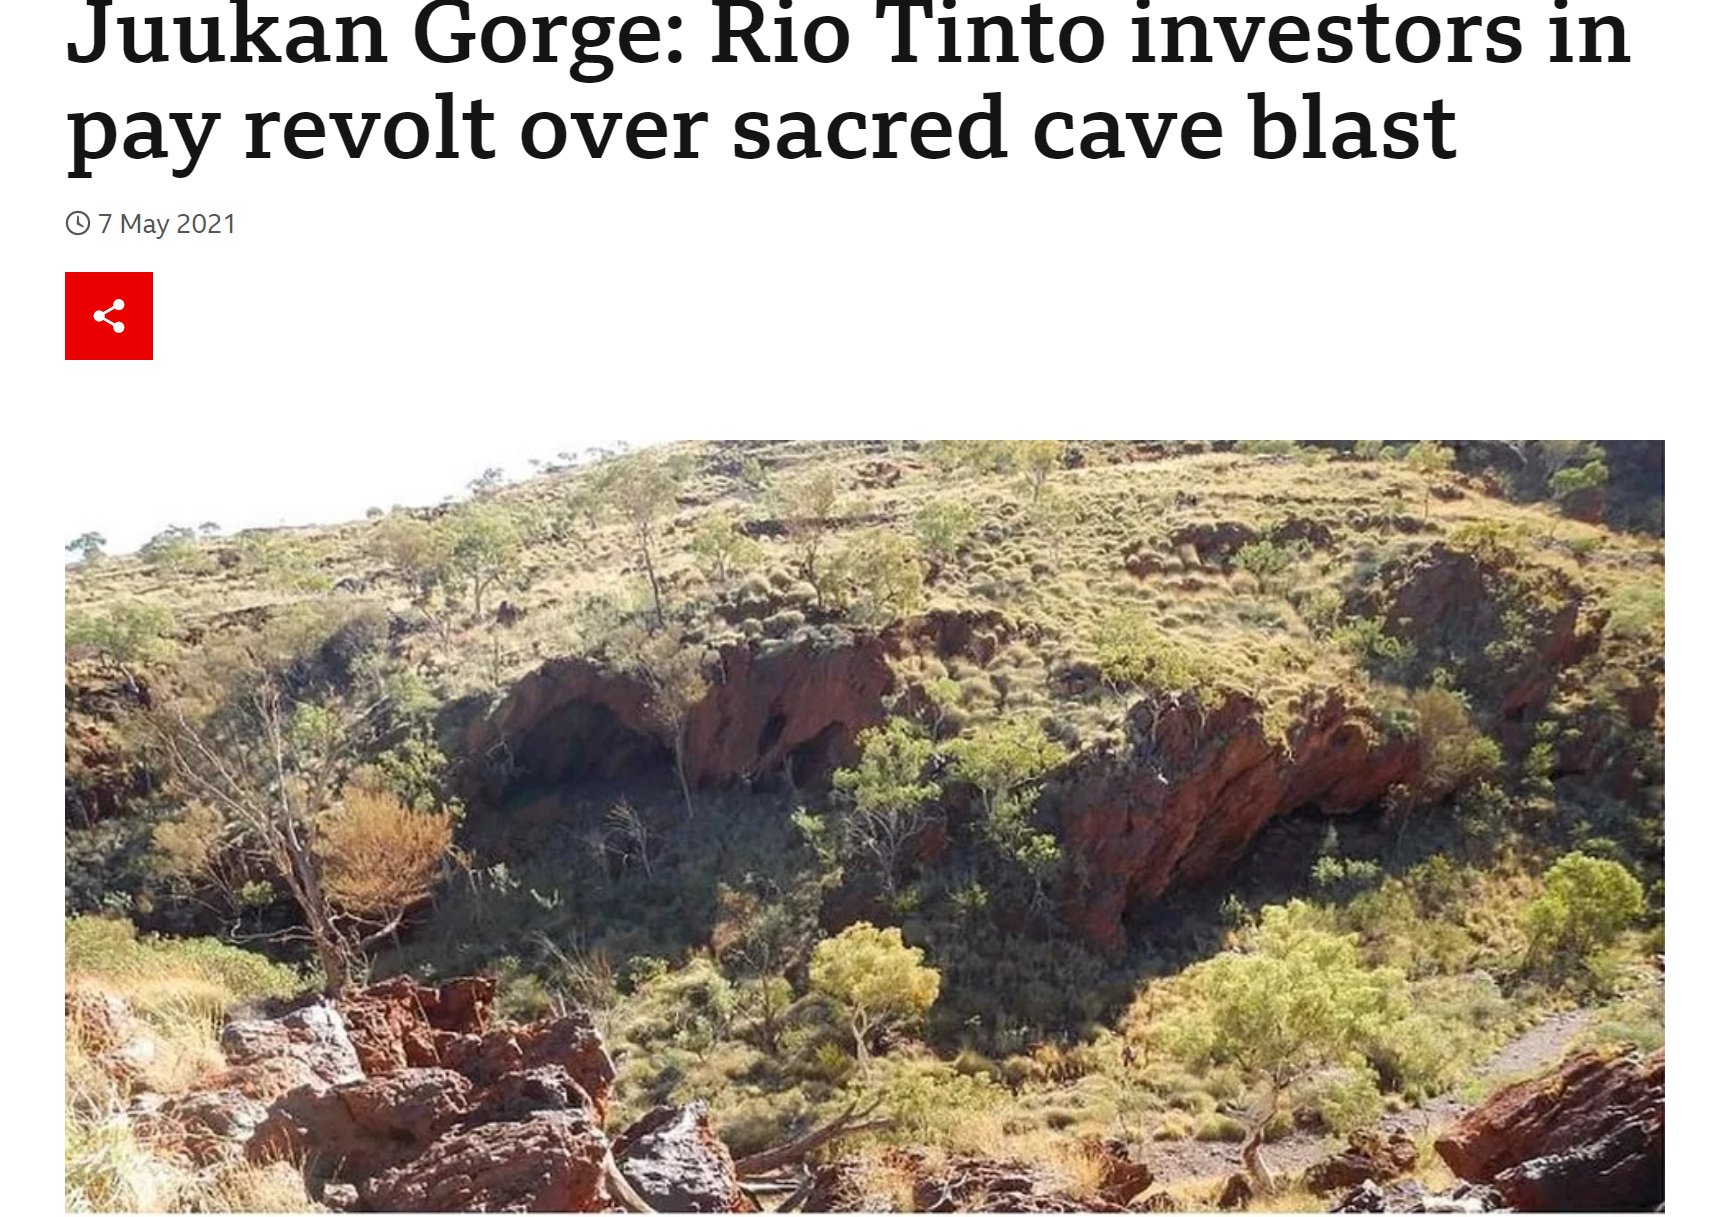 Juukan Gorge: Rio Tinto investors in
pay revolt over sacred cave blast
7 May 2021